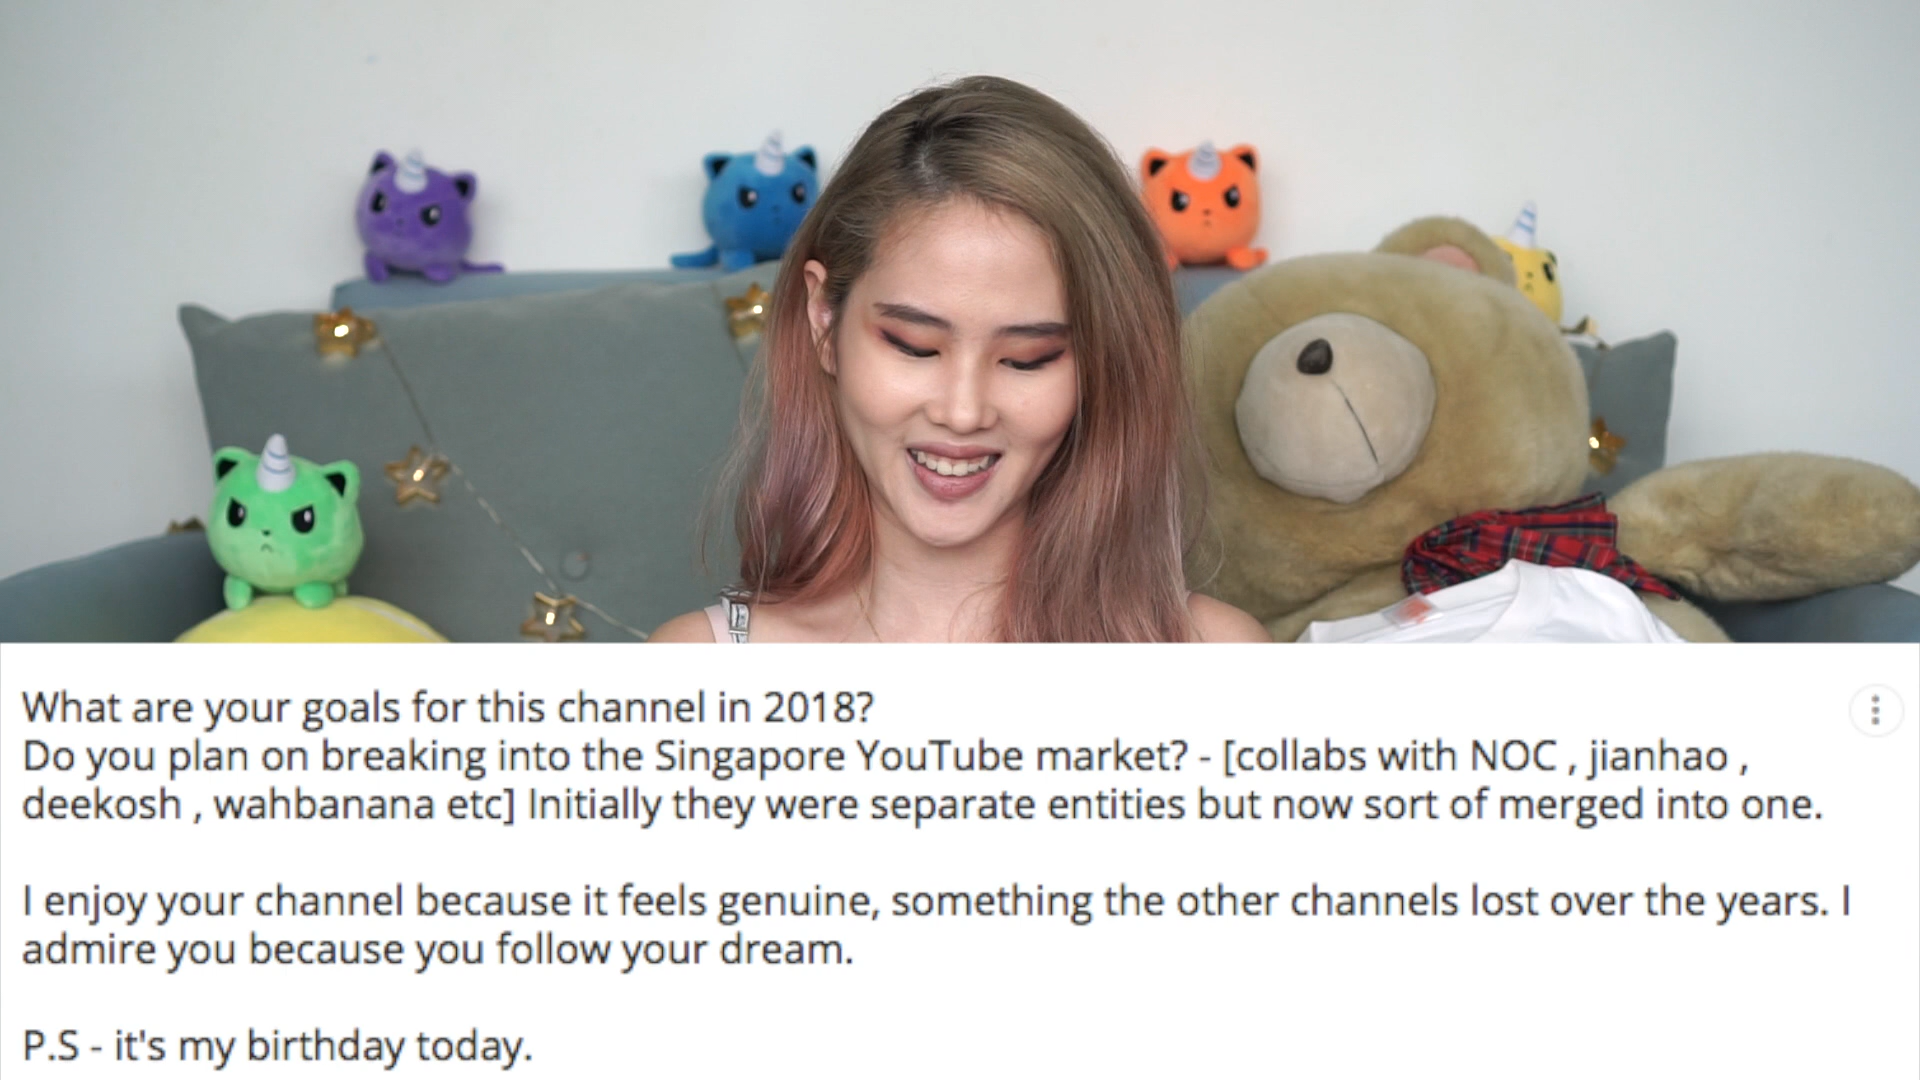 What are your goals for this channel in 2018?
Do you plan on breaking into the Singapore YouTube market? - [collabs with NOC , jianhao ,
deekosh , wahbanana etc] Initially they were separate entities but now sort of merged into one.
I enjoy your channel because it feels genuine, something the other channels lost over the years. I
admire you because you follow your dream.
P.S - it's my birthday today.